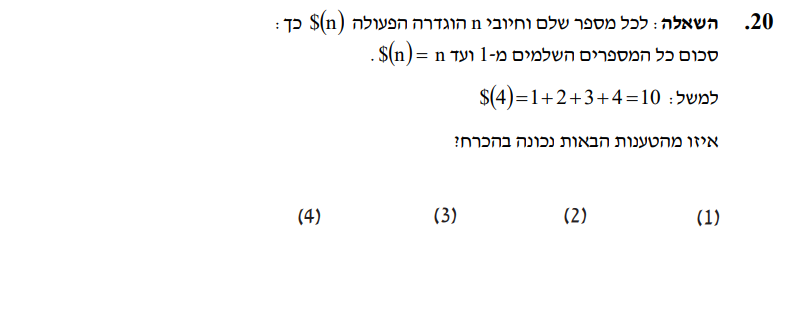 20. השאלה: לכל מספר שלם וחיובי n הוגדרה הפעולה $(n) כך:
סכום כל המספרים השלמים מ-1 ועד n = $(n).
למשל: $(4)=1+2+3+4=10
איזו מהטענות הבאות נכונה בהכרח?
(1) (2) (3) (4)